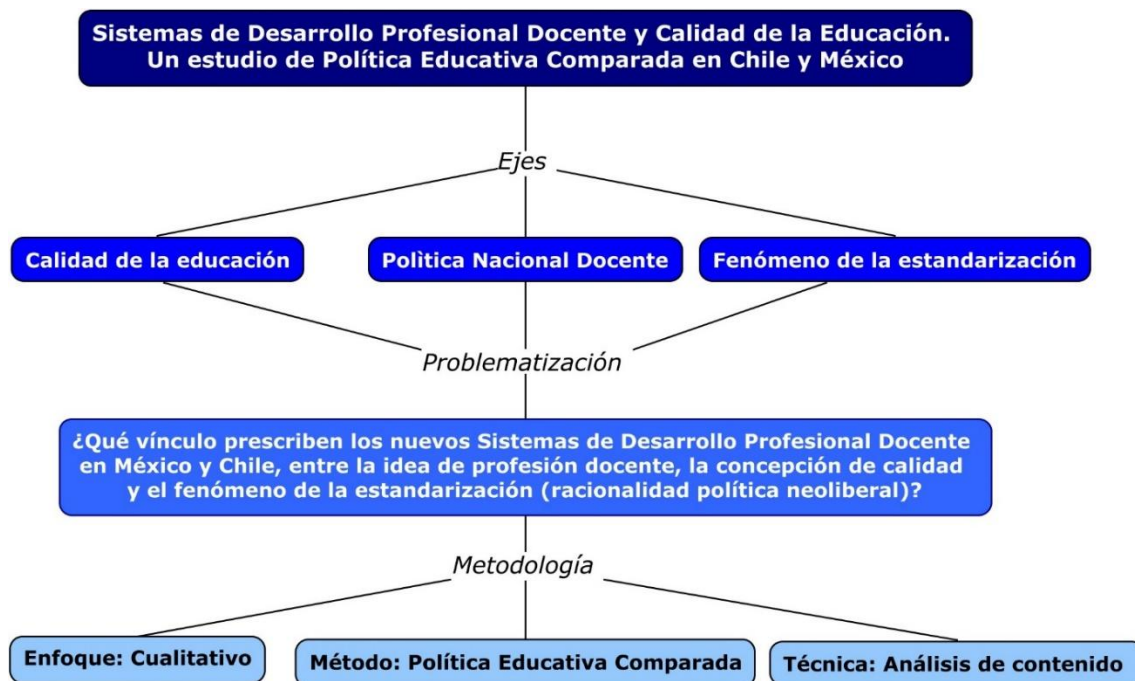 Sistemas de Desarrollo Profesional Docente y Calidad de la Educación.
Un estudio de Política Educativa Comparada en Chile y México
Ejes
Calidad de la educación
Polìtica Nacional Docente
Fenómeno de la estandarización
Problematización
¿Qué vínculo prescriben los nuevos Sistemas de Desarrollo Profesional Docente
en México y Chile, entre la idea de profesión docente, la concepción de calidad
y el fenómeno de la estandarización (racionalidad política neoliberal)?
Metodología
Enfoque: Cualitativo
Método: Política Educativa Comparada
Técnica: Análisis de contenido